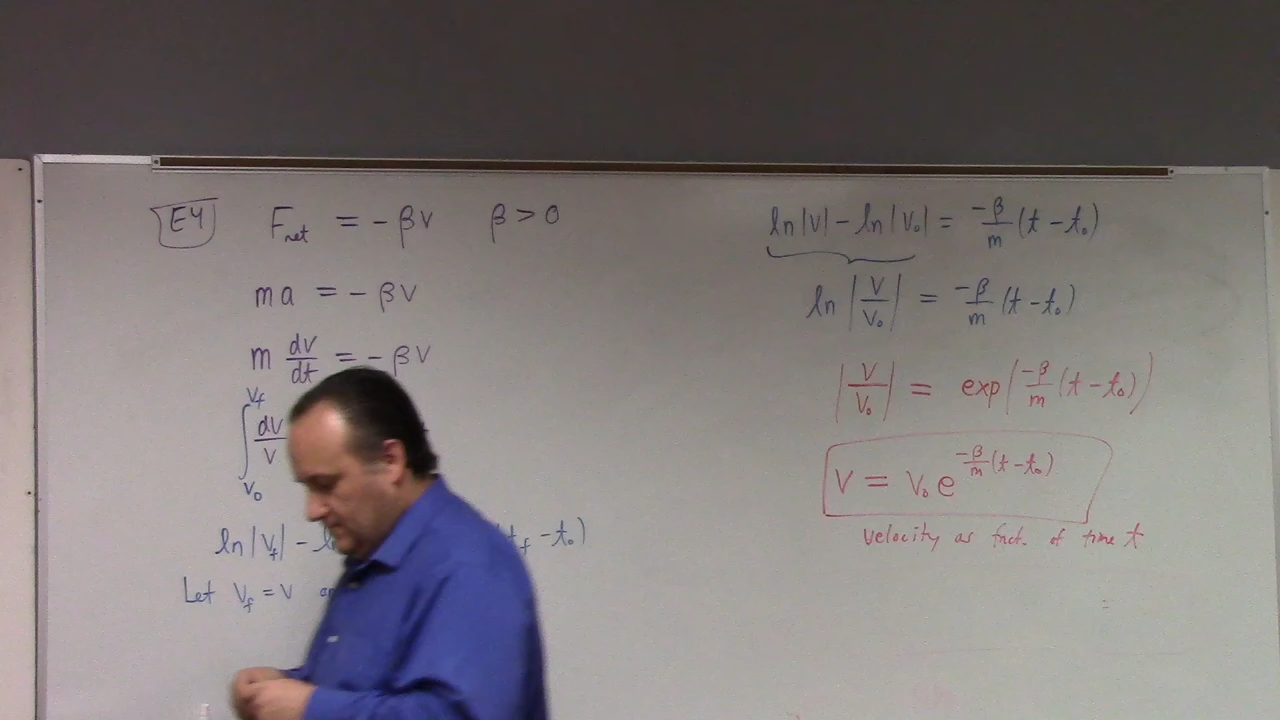 E4 F_net = -βv β > 0
ma = -βv
m dv/dt = -βv
∫_{v_0}^{v_f} dv/v
ln|v_f| - l f - t_0)
Let v_f = v
ln|v| - ln|v_0| = -β/m (t - t_0)
ln|v/v_0| = -β/m (t - t_0)
|v/v_0| = exp(-β/m (t - t_0))
v = v_0 e^{-β/m (t - t_0)}
velocity as fnct. of time t